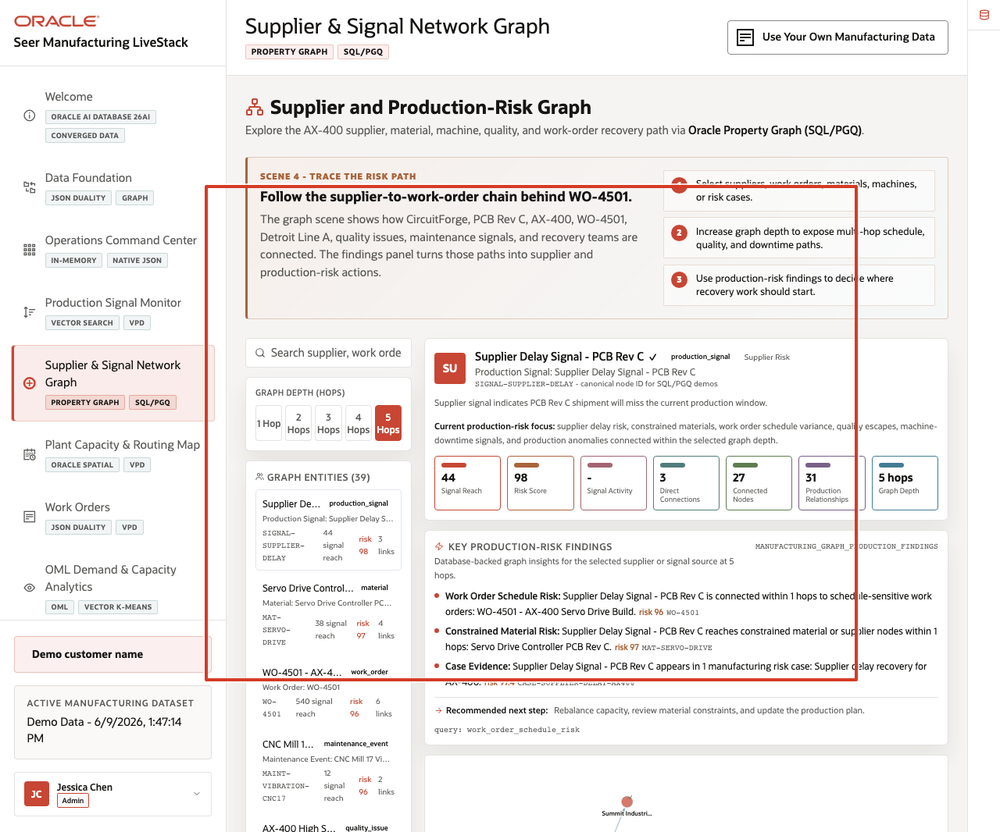 ORACLE
Seer Manufacturing LiveStack
Welcome
ORACLE AI DATABASE 26AI
CONVERGED DATA
Data Foundation
JSON DUALITY
GRAPH
Operations Command Center
IN-MEMORY
NATIVE JSON
Production Signal Monitor
VECTOR SEARCH
VPD
Supplier & Signal Network
Graph
PROPERTY GRAPH
SQL/PGQ
Plant Capacity & Routing Map
ORACLE SPATIAL
VPD
Work Orders
JSON DUALITY
VPD
OML Demand & Capacity
Analytics
OML
VECTOR K-MEANS
Demo customer name
ACTIVE MANUFACTURING DATASET
Demo Data - 6/9/2026, 1:47:14
PM
JC
Jessica Chen
Admin
Supplier & Signal Network Graph
PROPERTY GRAPH
SQL/PGQ
Use Your Own Manufacturing Data
Supplier and Production-Risk Graph
Explore the AX-400 supplier, material, machine, quality, and work-order recovery path via Oracle Property Graph (SQL/PGQ).
SCENE 4 - TRACE THE RISK PATH
Follow the supplier-to-work-order chain behind WO-4501.
The graph scene shows how CircuitForge, PCB Rev C, AX-400, WO-4501,
Detroit Line A, quality issues, maintenance signals, and recovery teams are
connected. The findings panel turns those paths into supplier and
production-risk actions.
1
Select suppliers, work orders, materials, machines,
or risk cases.
2
Increase graph depth to expose multi-hop schedule,
quality, and downtime paths.
3
Use production-risk findings to decide where
recovery work should start.
Search supplier, work orde
GRAPH DEPTH (HOPS)
1 Hop
2 Hops
3 Hops
4 Hops
5 Hops
GRAPH ENTITIES (39)
Supplier De... production_signal
Production Signal: Supplier Delay S...
SIGNAL-SUPPLIER-DELAY
44 signal reach
risk 98
3 links
Servo Drive Control... material
Material: Servo Drive Controller PC...
MAT-SERVO-DRIVE
38 signal reach
risk 97
4 links
WO-4501 - AX-4... work_order
Work Order: WO-4501
WO-4501
540 signal reach
risk 96
6 links
CNC Mill 1... maintenance_event
Maintenance Event: CNC Mill 17 Vi...
MAINT-VIBRATION-CNC17
12 signal reach
risk 96
2 links
AX-400 High S... quality_issue
SU
Supplier Delay Signal - PCB Rev C ✓ production_signal Supplier Risk
Production Signal: Supplier Delay Signal - PCB Rev C
SIGNAL-SUPPLIER-DELAY - canonical node ID for SQL/PGQ demos
Supplier signal indicates PCB Rev C shipment will miss the current production window.
Current production-risk focus: supplier delay risk, constrained materials, work order schedule variance, quality escapes, machine-
downtime signals, and production anomalies connected within the selected graph depth.
44
Signal Reach
98
Risk Score
-
Signal Activity
3
Direct Connections
27
Connected Nodes
31
Production Relationships
5 hops
Graph Depth
KEY PRODUCTION-RISK FINDINGS
MANUFACTURING_GRAPH_PRODUCTION_FINDINGS
Database-backed graph insights for the selected supplier or signal source at 5
hops.
Work Order Schedule Risk: Supplier Delay Signal - PCB Rev C is connected within 1 hops to schedule-sensitive work
orders: WO-4501 - AX-400 Servo Drive Build. risk 96 WO-4501
Constrained Material Risk: Supplier Delay Signal - PCB Rev C reaches constrained material or supplier nodes within 1
hops: Servo Drive Controller PCB Rev C. risk 97 MAT-SERVO-DRIVE
Case Evidence: Supplier Delay Signal - PCB Rev C appears in 1 manufacturing risk case: Supplier delay recovery for
AX-400. risk 97.4 CASE-SUPPLIER-DELAY-AX400
Recommended next step: Rebalance capacity, review material constraints, and update the production plan.
query: work_order_schedule_risk
Summit Industri...